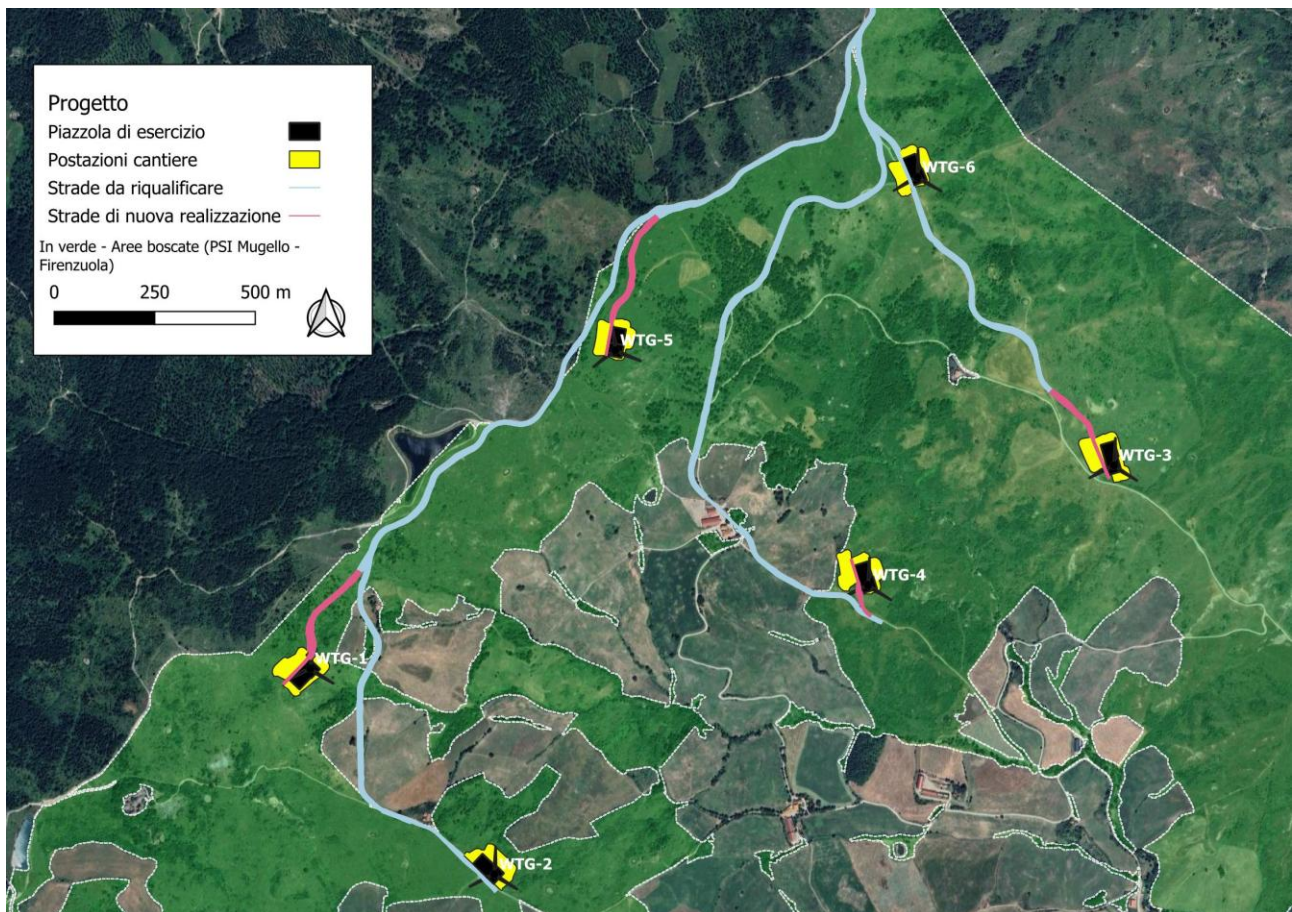 Progetto
Piazzola di esercizio
Postazioni cantiere
Strade da riqualificare
Strade di nuova realizzazione
In verde - Aree boscate (PSI Mugello -
Firenzuola)
0 250 500 m
WTG-6
WTG-5
WTG-3
WTG-4
WTG-1
WTG-2